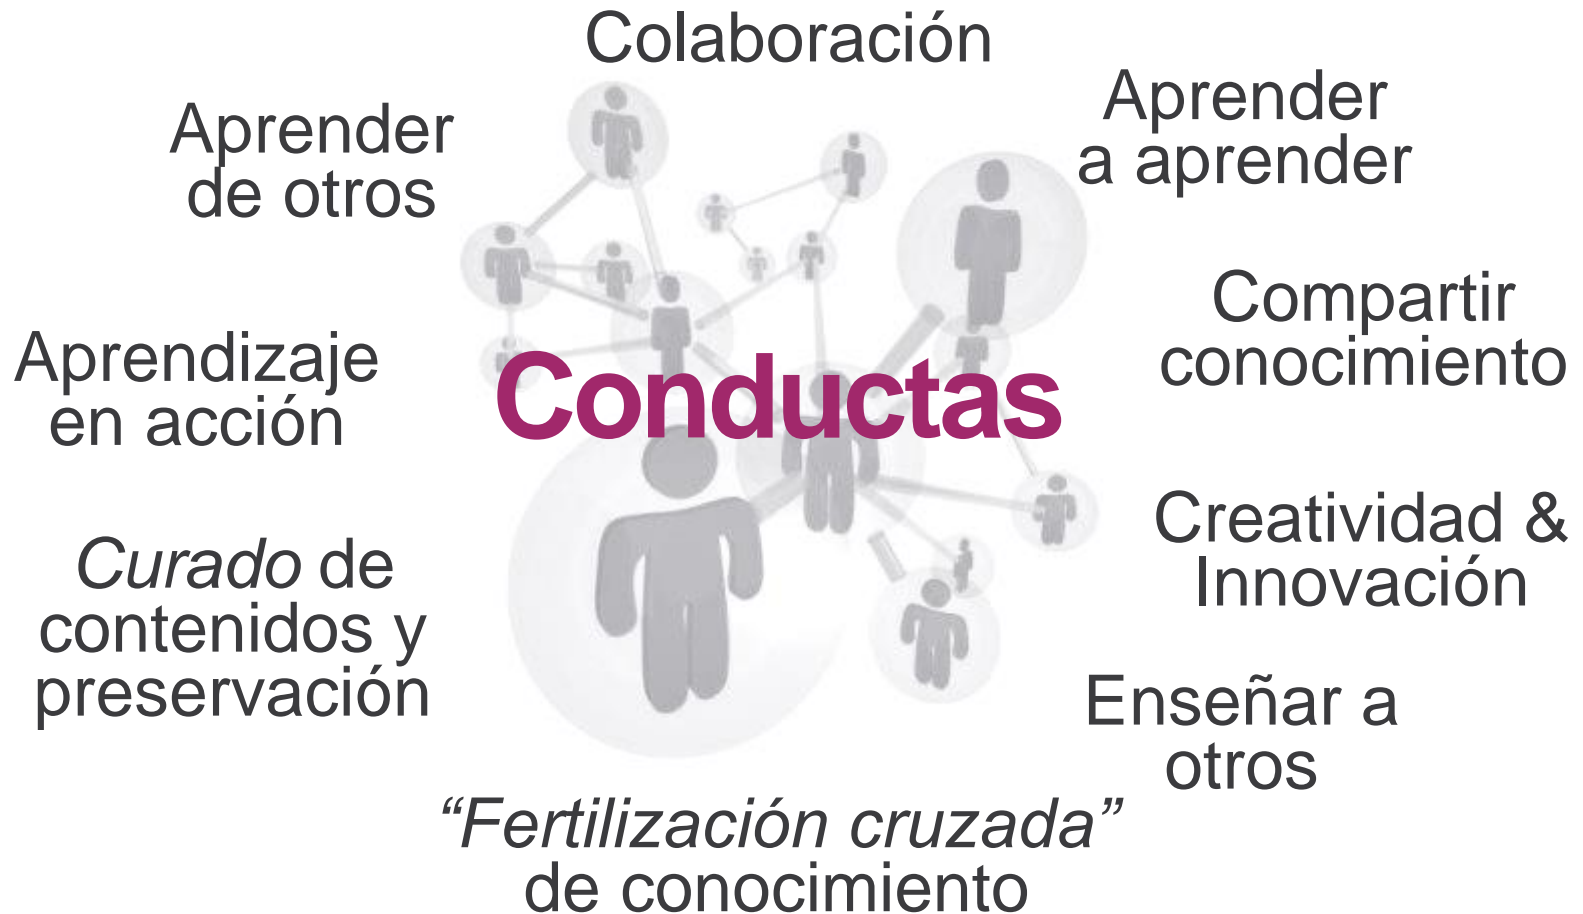 Colaboración
Aprender
a aprender
Aprender
de otros
Compartir
conocimiento
Aprendizaje
en acción
Conductas
Creatividad &
Innovación
Curado de
contenidos y
preservación
Enseñar a
otros
“Fertilización cruzada”
de conocimiento